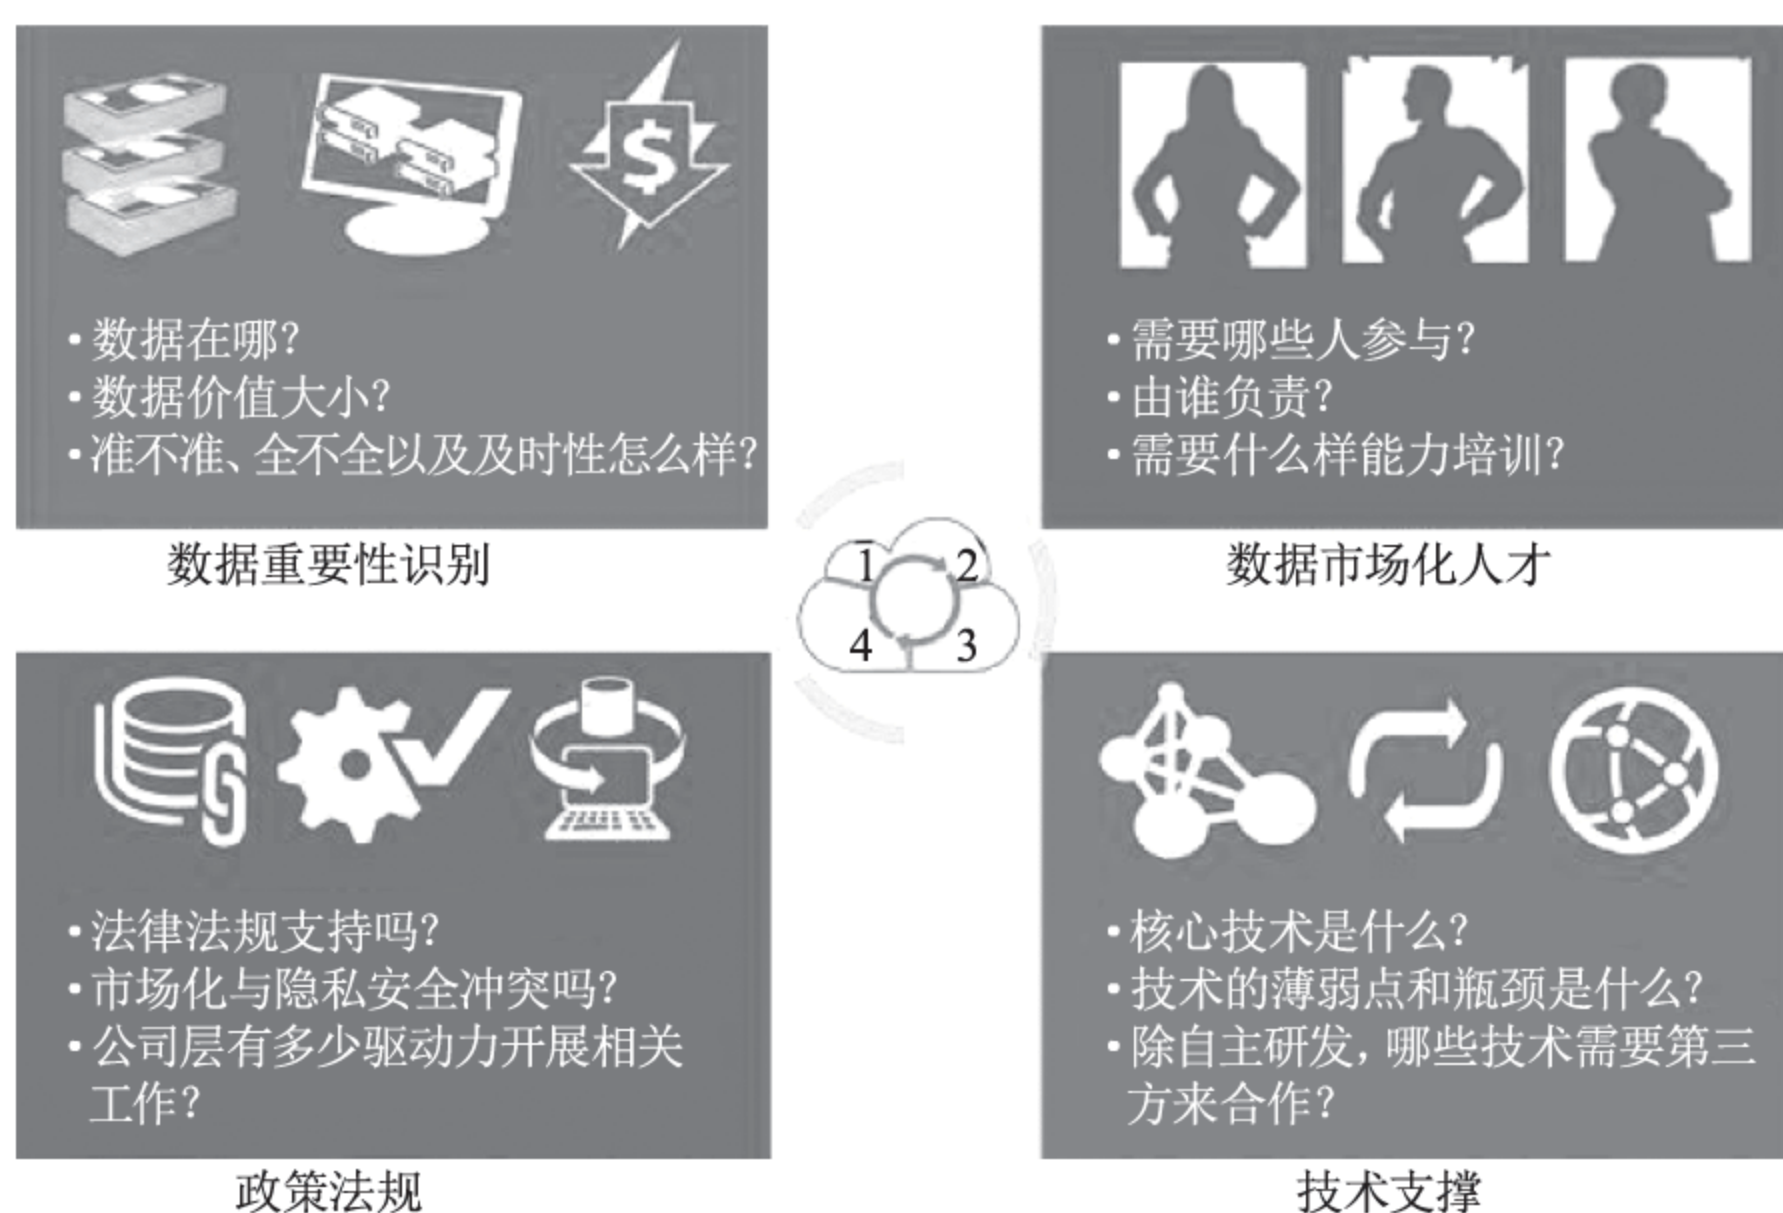 ·数据在哪？
·数据价值大小？
·准不准、全不全以及及时性怎么样？
数据重要性识别
·需要哪些人参与？
·由谁负责？
·需要什么样能力培训？
数据市场化人才
1
2
4
3
·法律法规支持吗？
·市场化与隐私安全冲突吗？
·公司层有多少驱动力开展相关
工作？
政策法规
·核心技术是什么？
·技术的薄弱点和瓶颈是什么？
·除自主研发，哪些技术需要第三
方来合作？
技术支撑
$